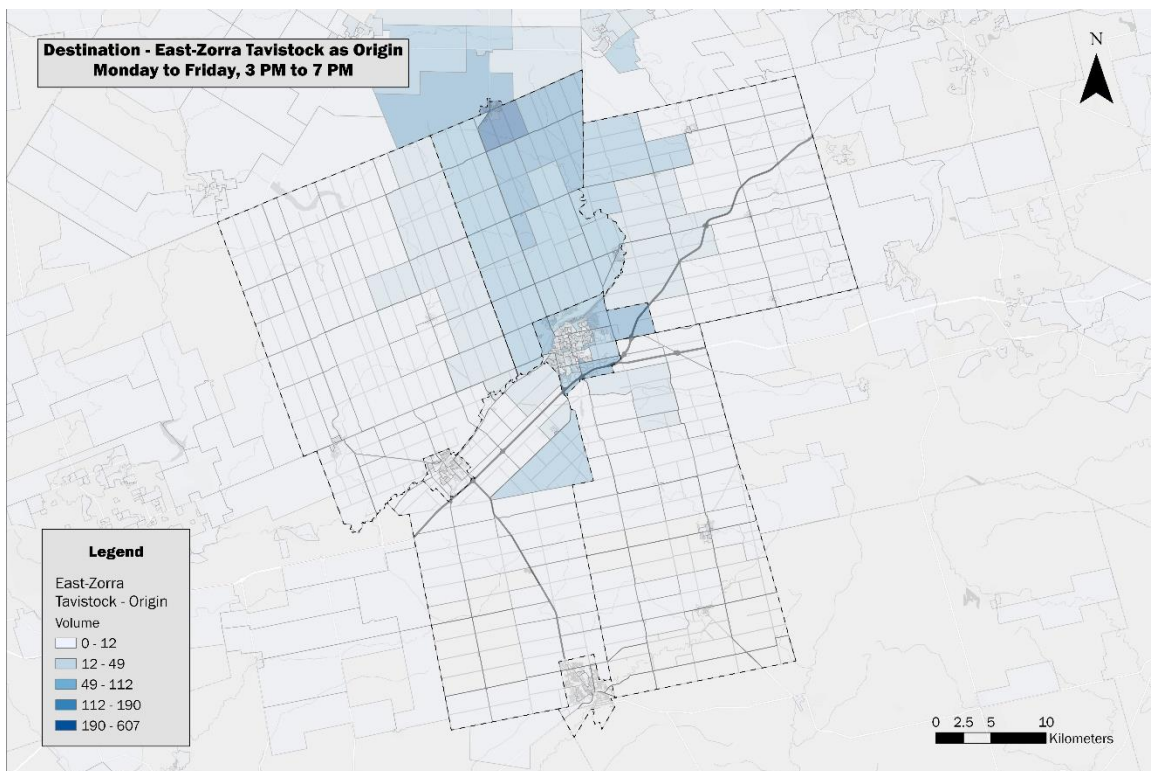 Destination - East-Zorra Tavistock as Origin
Monday to Friday, 3 PM to 7 PM
N
Legend
East-Zorra
Tavistock - Origin
Volume
0 - 12
12 - 49
49 - 112
112 - 190
190 - 607
0 2.5 5 10
Kilometers